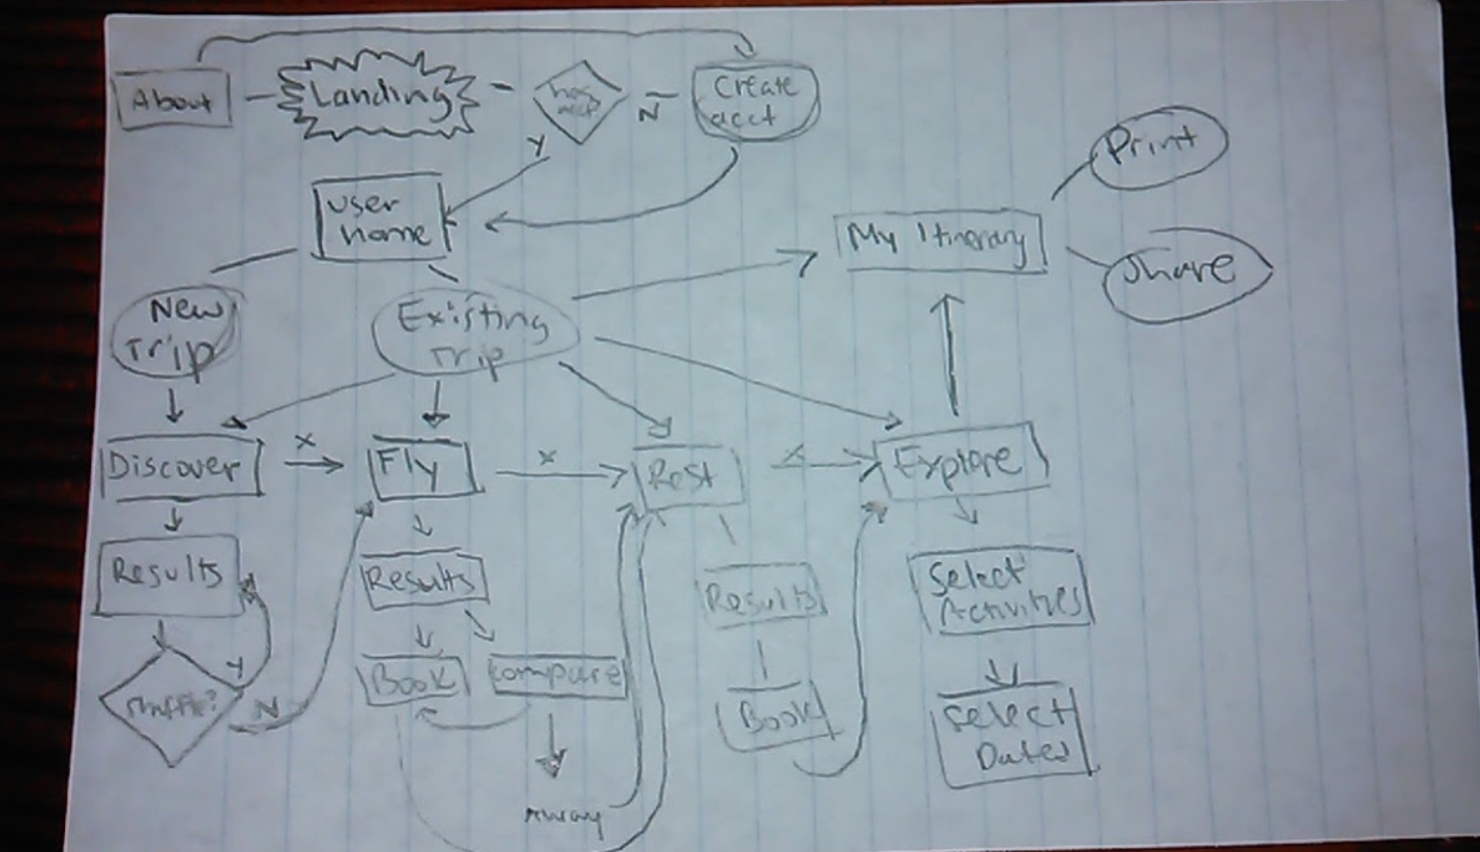 About
Landing
has
acct
N
Create
acct
Y
User
name
Print
My Itinerary
Share
New
Trip
Existing
Trip
Discover
x
Fly
x
Rest
Explore
Results
Results
Results
Select
Activities
Shuffle?
Y
N
Book
Compare
Book
Select
Dates
Away